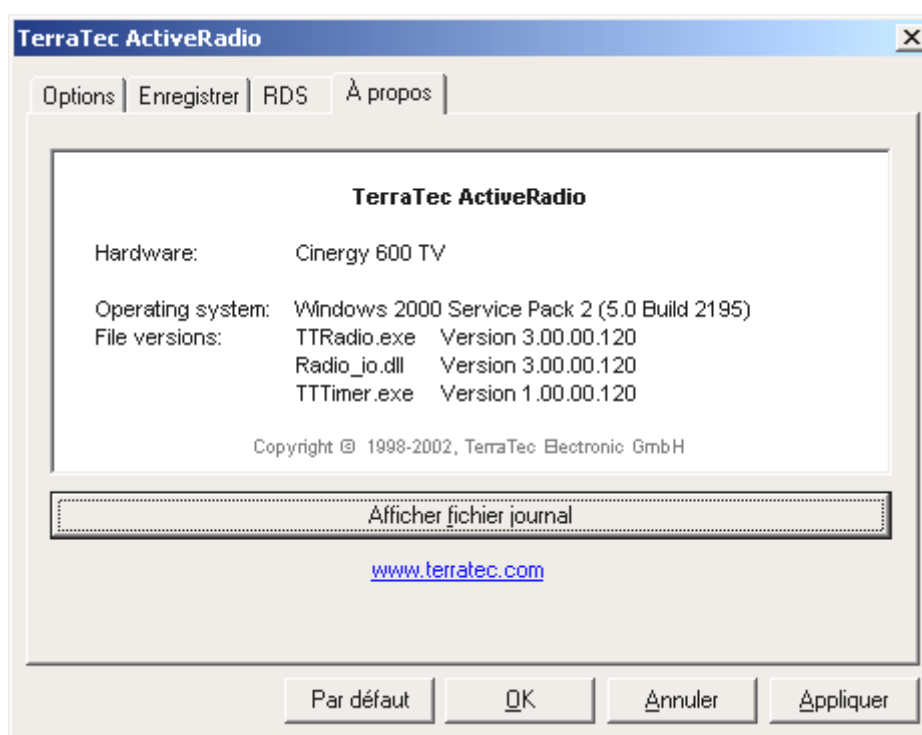 TerraTec ActiveRadio
Options Enregistrer RDS À propos
TerraTec ActiveRadio
Hardware: Cinergy 600 TV
Operating system: Windows 2000 Service Pack 2 (5.0 Build 2195)
File versions: TTRadio.exe Version 3.00.00.120
Radio_io.dll Version 3.00.00.120
TTTimer.exe Version 1.00.00.120
Copyright © 1998-2002, TerraTec Electronic GmbH
Afficher fichier journal
www.terratec.com
Par défaut OK Annuler Appliquer